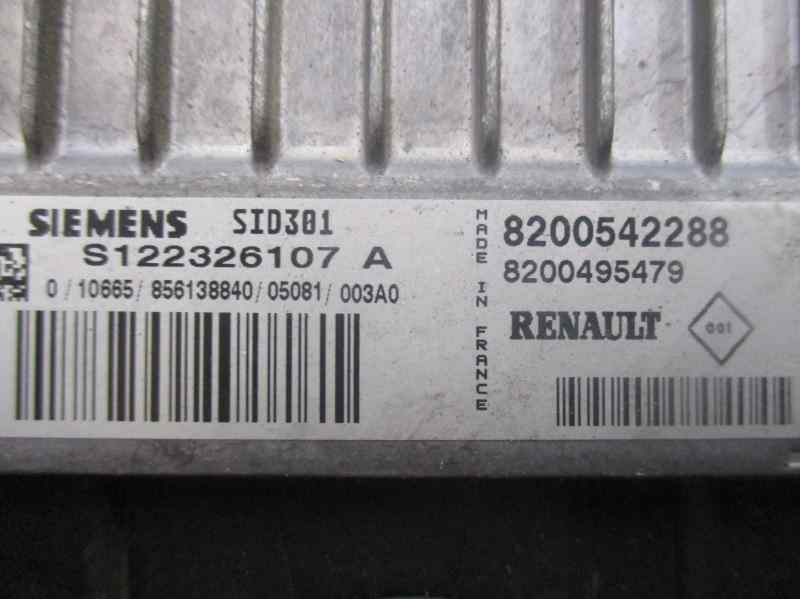 SIEMENS SID301
S122326107 A
0/10665/856138840/05081/003A0
MADE IN FRANCE
8200542288
8200495479
RENAULT 001